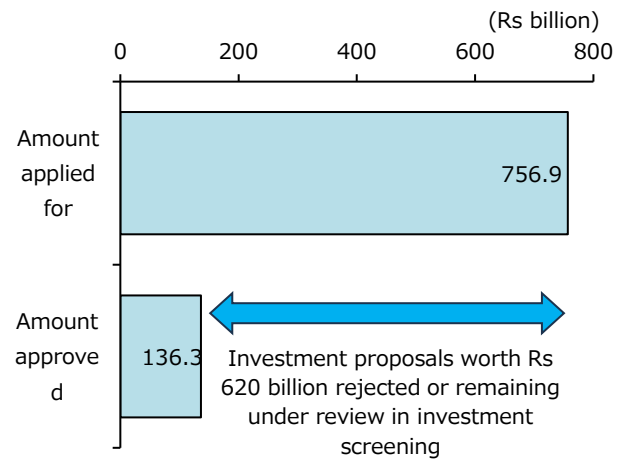 (Rs billion)
0 200 400 600 800
Amount
applied
for
756.9
Amount
approve
d
136.3
Investment proposals worth Rs
620 billion rejected or remaining
under review in investment
screening